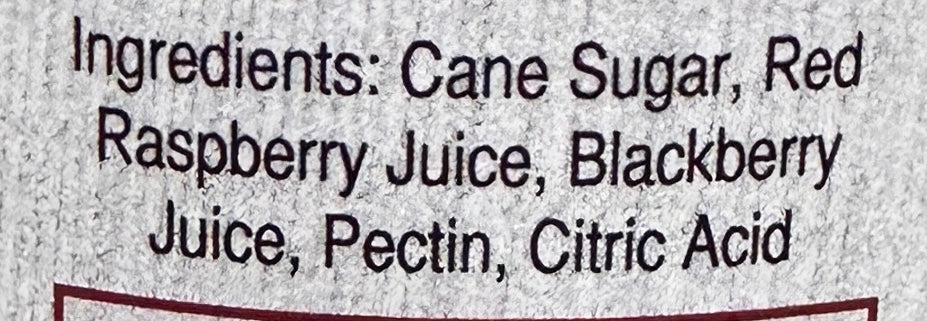 Ingredients: Cane Sugar, Red
Raspberry Juice, Blackberry
Juice, Pectin, Citric Acid